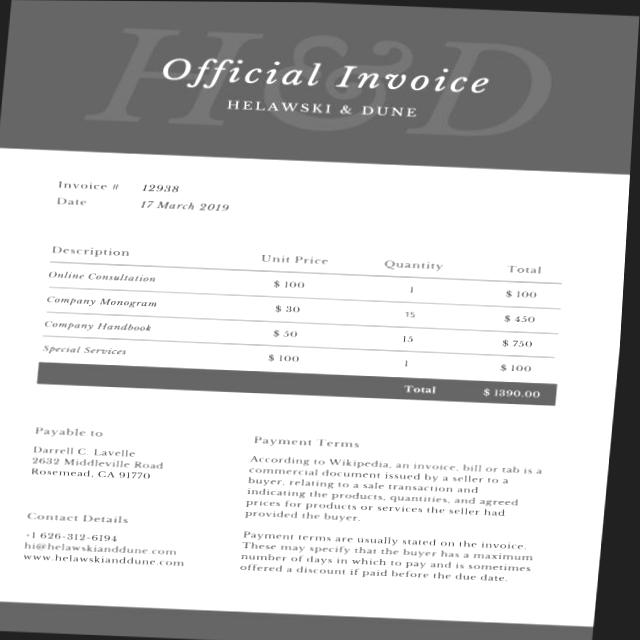 H&D
Official Invoice
HELAWSKI & DUNE
Invoice # 12938
Date 17 March 2019
Description Unit Price Quantity Total
Online Consultation $ 100 1 $ 100
Company Monogram $ 30 15 $ 450
Company Handbook $ 50 15 $ 750
Special Services $ 100 1 $ 100
Total $ 1390.00
Payable to
Darrell C. Lavelle
2632 Middleville Road
Rosemead, CA 91770
Contact Details
+1 626-312-6194
hi@helawskianddune.com
www.helawskianddune.com
Payment Terms
According to Wikipedia, an invoice, bill or tab is a
commercial document issued by a seller to a
buyer, relating to a sale transaction and
indicating the products, quantities, and agreed
prices for products or services the seller had
provided the buyer.
Payment terms are usually stated on the invoice.
These may specify that the buyer has a maximum
number of days in which to pay and is sometimes
offered a discount if paid before the due date.